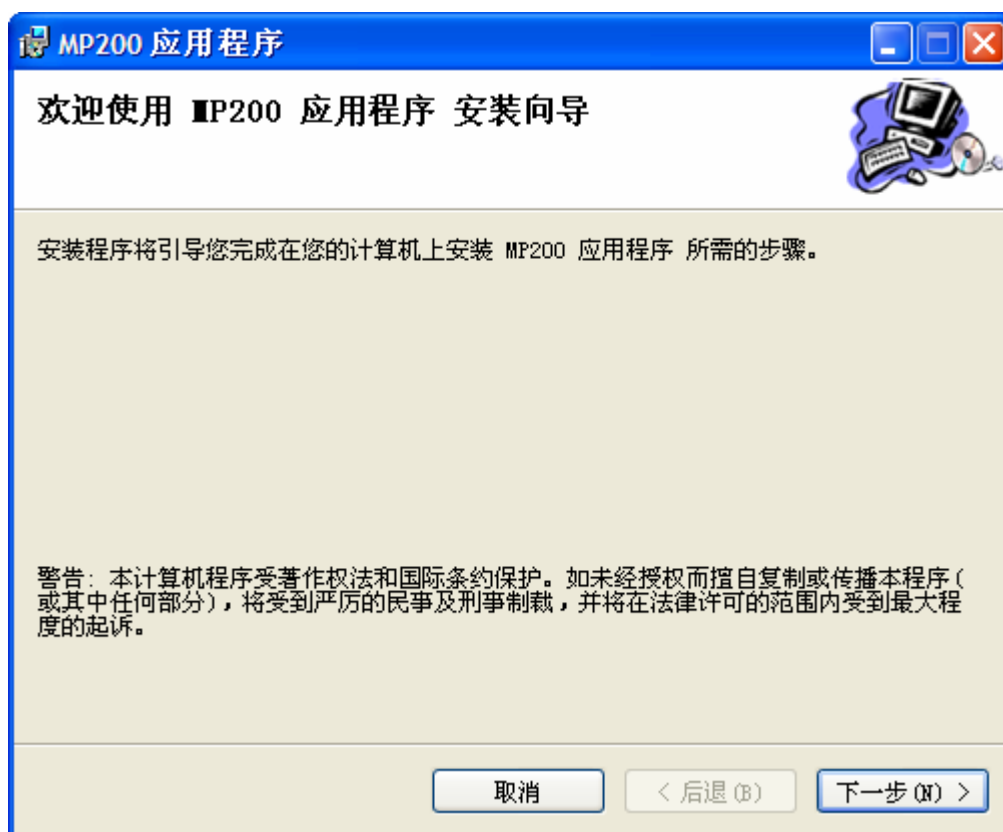 MP200 应用程序
欢迎使用 MP200 应用程序 安装向导
安装程序将引导您完成在您的计算机上安装 MP200 应用程序 所需的步骤。
警告: 本计算机程序受著作权法和国际条约保护。如未经授权而擅自复制或传播本程序(
或其中任何部分),将受到严厉的民事及刑事制裁,并将在法律许可的范围内受到最大程
度的起诉。
取消
< 后退(B)
下一步(N) >